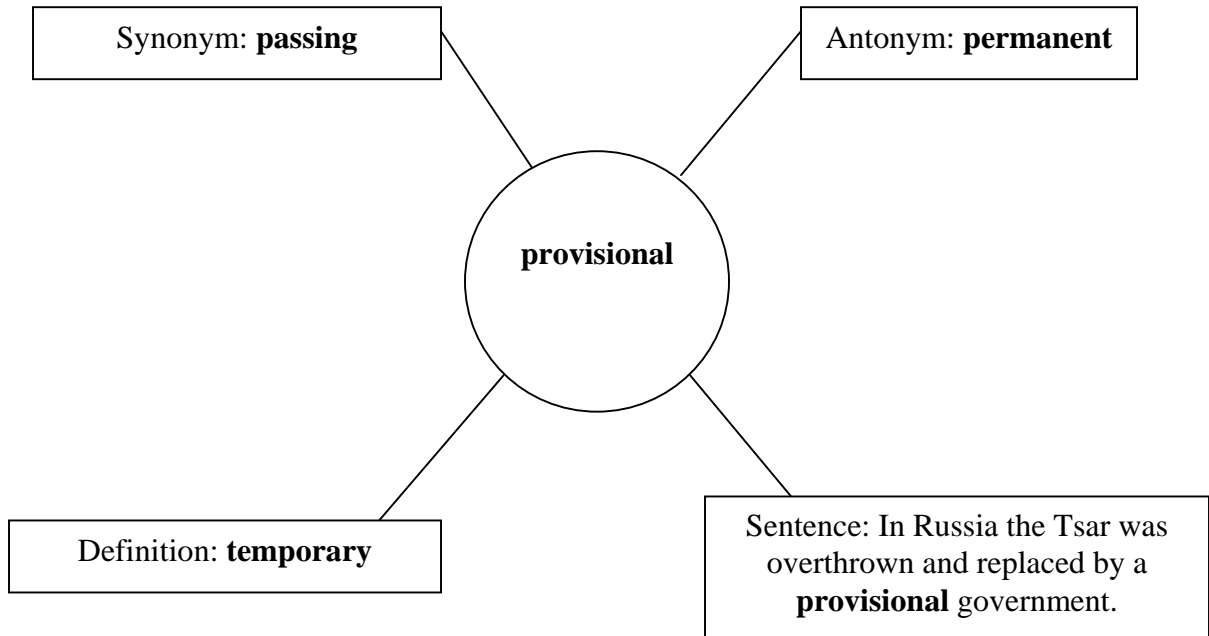 Synonym: passing
Antonym: permanent
provisional
Definition: temporary
Sentence: In Russia the Tsar was
overthrown and replaced by a
provisional government.